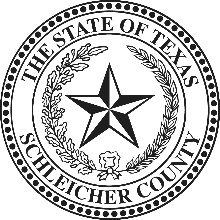 THE STATE OF TEXAS
SCHLEICHER COUNTY